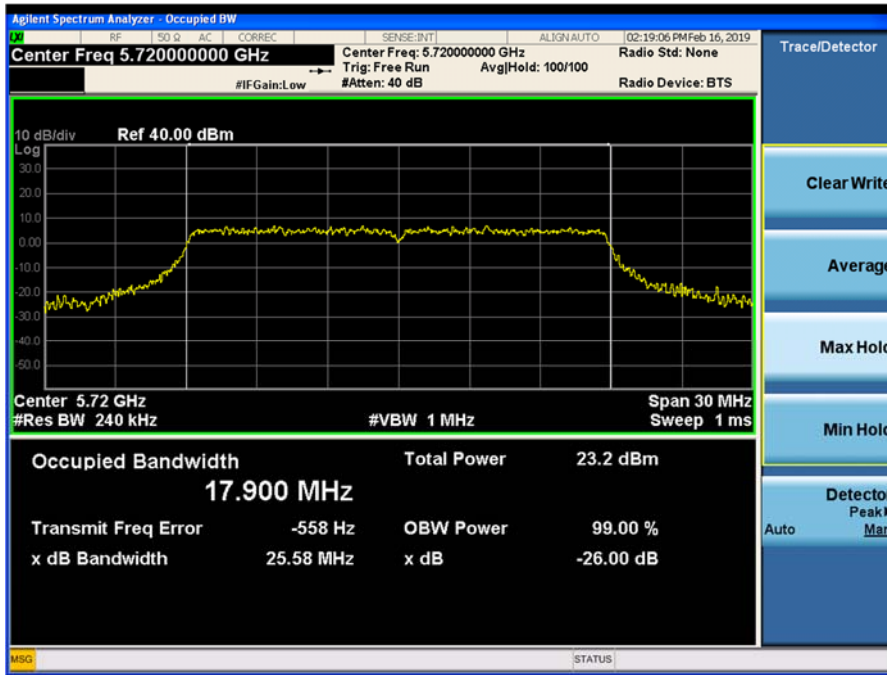 Agilent Spectrum Analyzer - Occupied BW
LXI RF 50 Ω AC CORREC SENSE:INT ALIGN AUTO 02:19:06 PM Feb 16, 2019
Center Freq 5.720000000 GHz
Center Freq: 5.720000000 GHz
Radio Std: None
Trig: Free Run Avg|Hold: 100/100
#IFGain:Low
#Atten: 40 dB
Radio Device: BTS
Trace/Detector
10 dB/div Ref 40.00 dBm
Log
30.0
20.0
10.0
0.00
-10.0
-20.0
-30.0
-40.0
-50.0
Center 5.72 GHz Span 30 MHz
#Res BW 240 kHz #VBW 1 MHz Sweep 1 ms
Occupied Bandwidth Total Power 23.2 dBm
17.900 MHz
Transmit Freq Error -558 Hz OBW Power 99.00 %
x dB Bandwidth 25.58 MHz x dB -26.00 dB
Clear Write
Average
Max Hold
Min Hold
Detector
Peak
Auto Man
MSG STATUS